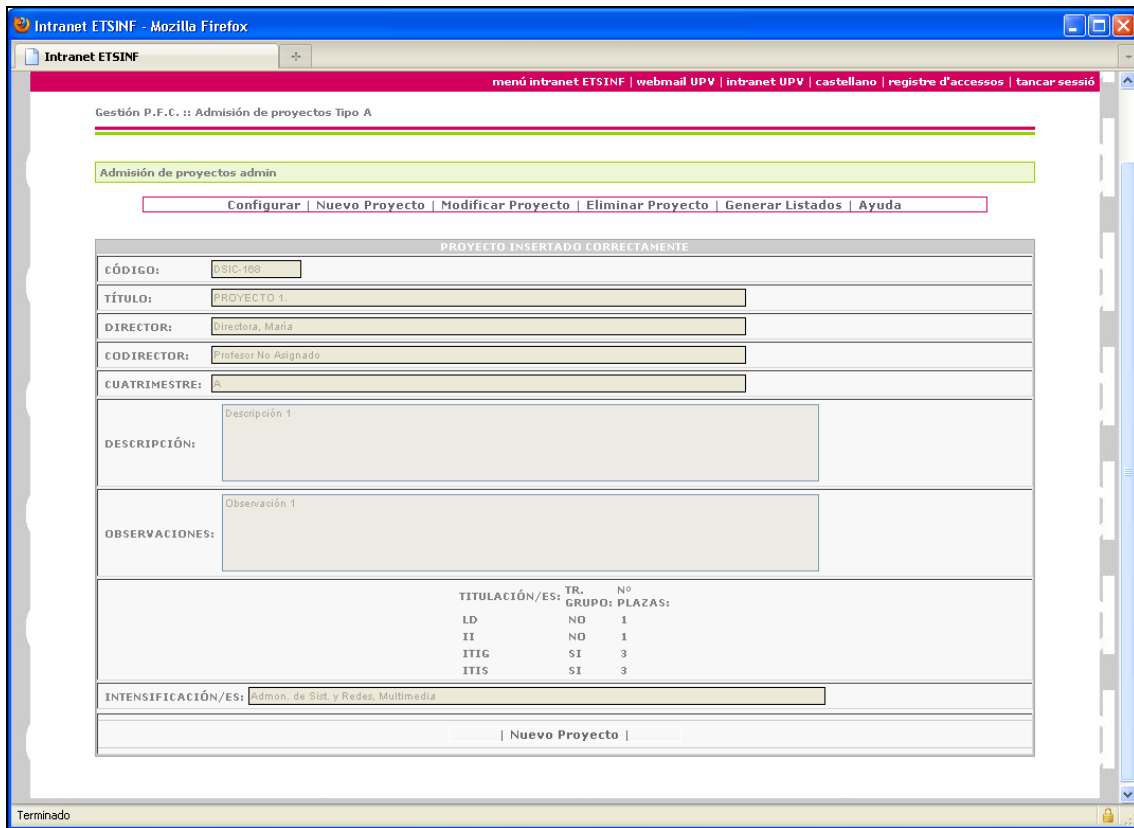 Intranet ETSINF - Mozilla Firefox
Intranet ETSINF
menú intranet ETSINF | webmail UPV | intranet UPV | castellano | registre d'accessos | tancar sessió
Gestión P.F.C. :: Admisión de proyectos Tipo A
Admisión de proyectos admin
Configurar | Nuevo Proyecto | Modificar Proyecto | Eliminar Proyecto | Generar Listados | Ayuda
PROYECTO INSERTADO CORRECTAMENTE
CÓDIGO: DSIC-168
TÍTULO: PROYECTO 1.
DIRECTOR: Directora, María
CODIRECTOR: Profesor No Asignado
CUATRIMESTRE: A
DESCRIPCIÓN: Descripción 1
OBSERVACIONES: Observación 1
TITULACIÓN/ES: TR. GRUPO: Nº PLAZAS:
LD NO 1
II NO 1
ITIG SI 3
ITIS SI 3
INTENSIFICACIÓN/ES: Admon. de Sist. y Redes, Multimedia
| Nuevo Proyecto |
Terminado